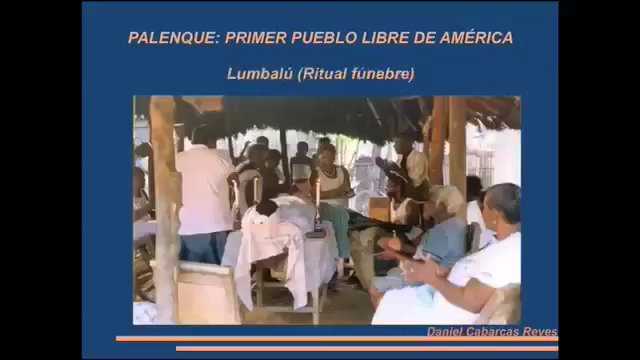 PALENQUE: PRIMER PUEBLO LIBRE DE AMÉRICA
Lumbalú (Ritual fúnebre)
Daniel Cabarcas Reyes